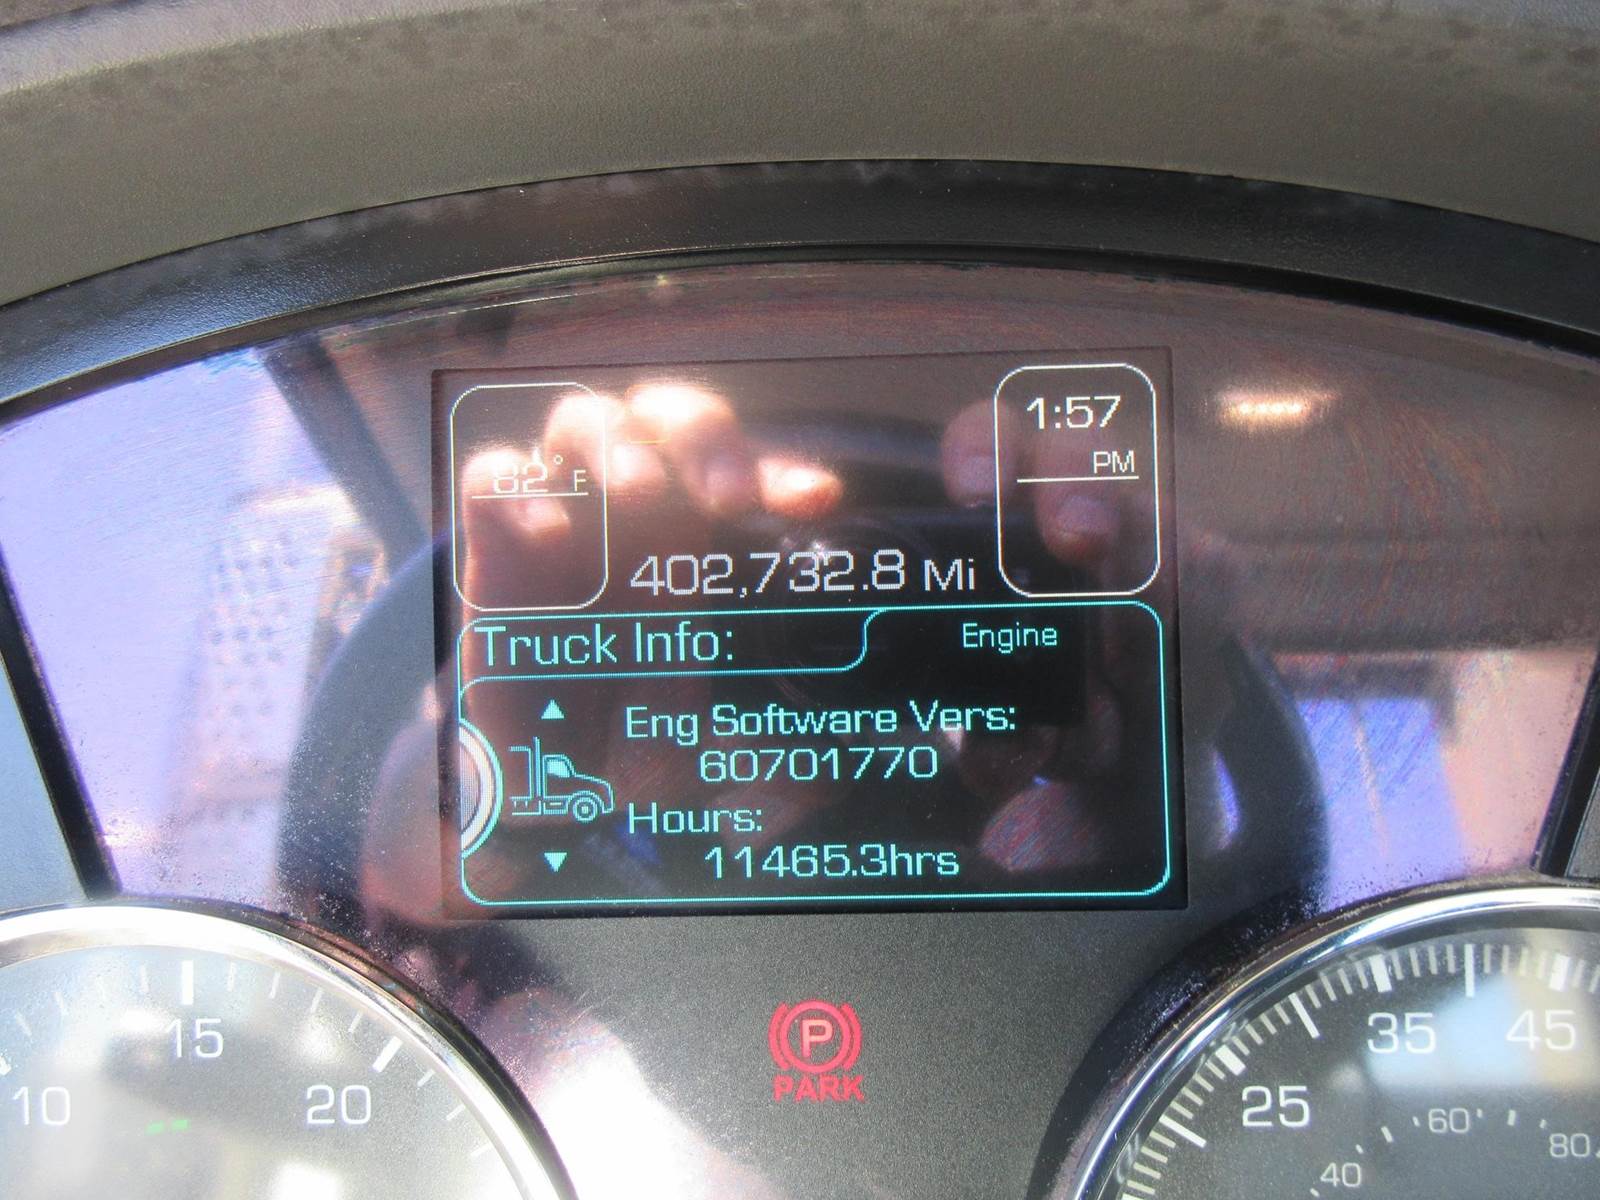 82° F
1:57
PM
402,732.8 Mi
Truck Info:
Engine
Eng Software Vers:
60701770
Hours:
11465.3hrs
P
PARK
10
15
20
25
35
45
40
60
80